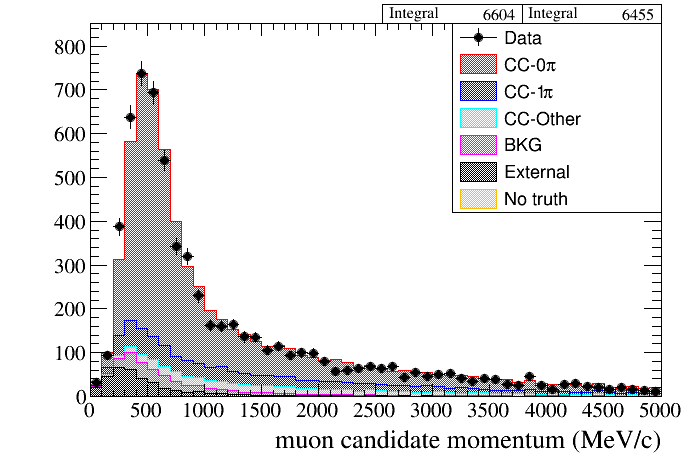 Integral 6604 Integral 6455
Data
CC-0π
CC-1π
CC-Other
BKG
External
No truth
800
700
600
500
400
300
200
100
0
0 500 1000 1500 2000 2500 3000 3500 4000 4500 5000
muon candidate momentum (MeV/c)